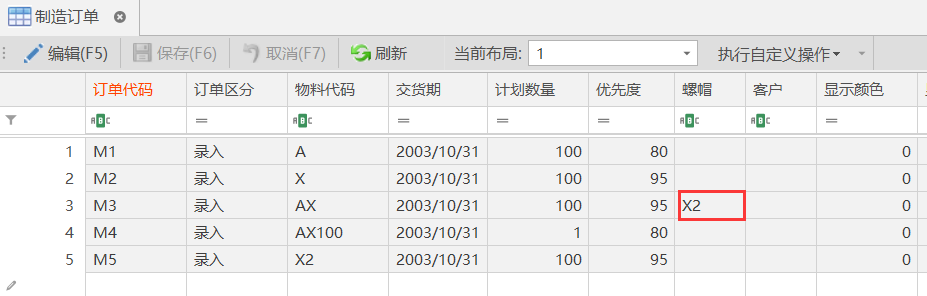 制造订单
编辑(F5) 保存(F6) 取消(F7) 刷新 当前布局: 1 执行自定义操作
订单代码 订单区分 物料代码 交货期 计划数量 优先度 螺帽 客户 显示颜色
ABC = ABC = = = ABC ABC =
1 M1 录入 A 2003/10/31 100 80 0
2 M2 录入 X 2003/10/31 100 95 0
3 M3 录入 AX 2003/10/31 100 95 X2 0
4 M4 录入 AX100 2003/10/31 1 80 0
5 M5 录入 X2 2003/10/31 100 95 0